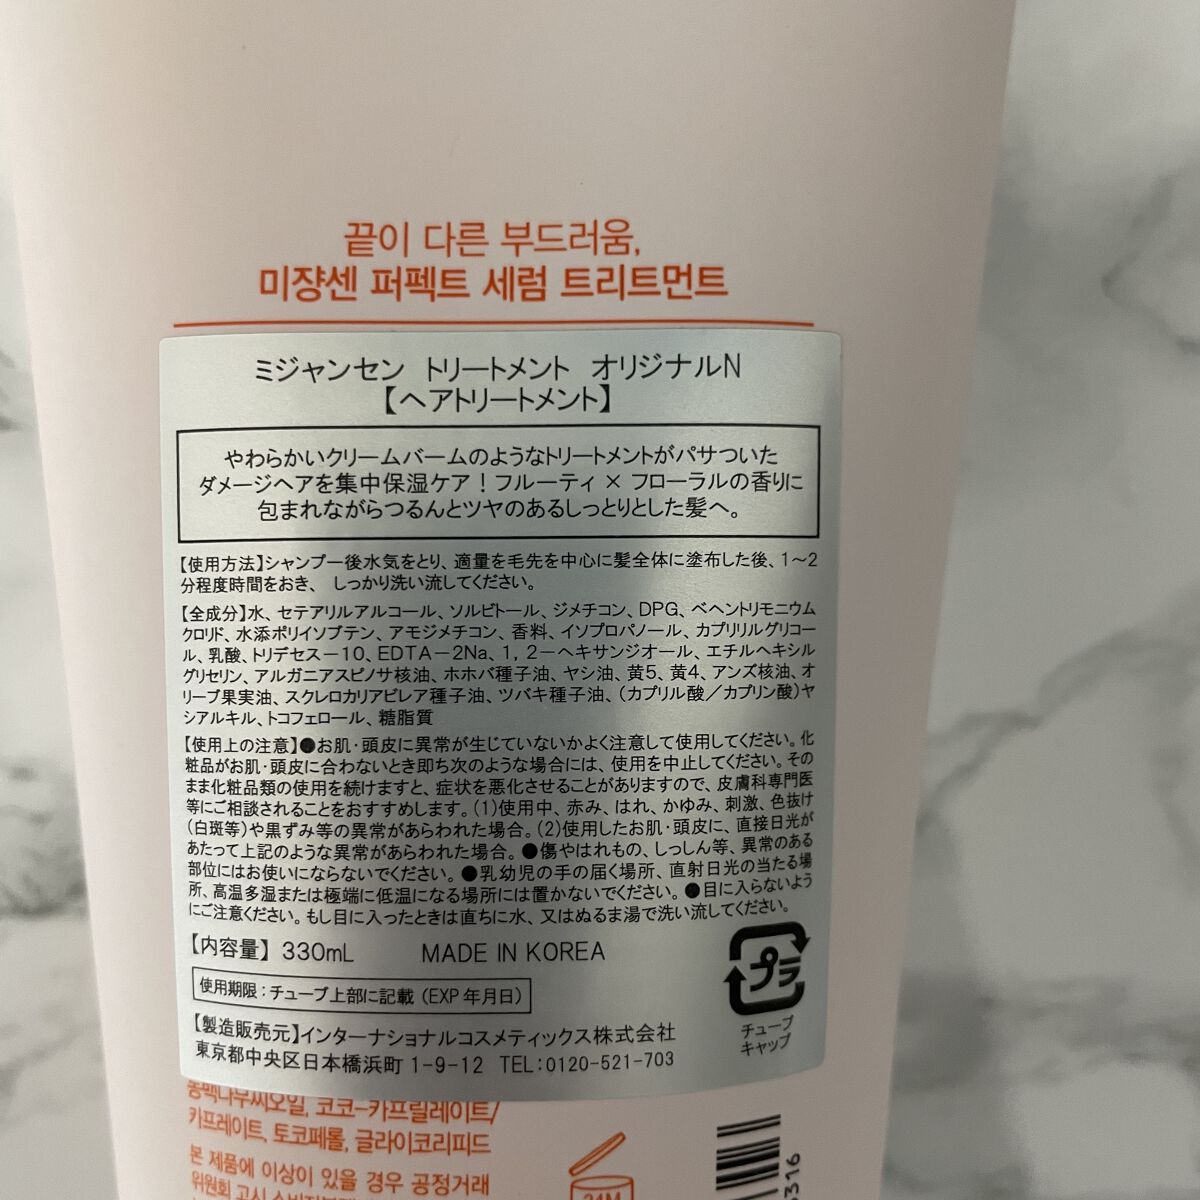 끝이 다른 부드러움,
미쟝센 퍼펙트 세럼 트리트먼트
ミジャンセン トリートメント オリジナルN
【ヘアトリートメント】
やわらかいクリームバームのようなトリートメントがパサついた
ダメージヘアを集中保湿ケア！フルーティ×フローラルの香りに
包まれながらつるんとツヤのあるしっとりとした髪へ。
【使用方法】シャンプー後水気をとり、適量を毛先を中心に髪全体に塗布した後、1～2
分程度時間をおき、 しっかり洗い流してください。
【全成分】水、セテアリルアルコール、ソルビトール、ジメチコン、DPG、ベヘントリモニウム
クロリド、水添ポリイソブテン、アモジメチコン、香料、イソプロパノール、カプリリルグリコー
ル、乳酸、トリデセスー10、EDTAー2Na、1，2ーヘキサンジオール、エチルヘキシル
グリセリン、アルガニアスピノサ核油、ホホバ種子油、ヤシ油、黄5、黄4、アンズ核油、オ
リーブ果実油、スクレロカリアビレア種子油、ツバキ種子油、（カプリル酸／カプリン酸）ヤ
シアルキル、トコフェロール、糖脂質
【使用上の注意】●お肌・頭皮に異常が生じていないかよく注意して使用してください。化
粧品がお肌・頭皮に合わないとき即ち次のような場合には、使用を中止してください。その
まま化粧品類の使用を続けますと、症状を悪化させることがありますので、皮膚科専門医
等にご相談されることをおすすめします。(1)使用中、赤み、はれ、かゆみ、刺激、色抜け
（白斑等）や黒ずみ等の異常があらわれた場合。(2)使用したお肌・頭皮に、直接日光が
あたって上記のような異常があらわれた場合。●傷やはれもの、しっしん等、異常のある
部位にはお使いにならないでください。●乳幼児の手の届く場所、直射日光の当たる場
所、高温多湿または極端に低温になる場所には置かないでください。●目に入らないよう
にご注意ください。もし目に入ったときは直ちに水、又はぬるま湯で洗い流してください。
【内容量】 330mL MADE IN KOREA
使用期限：チューブ上部に記載（EXP 年月日）
プラ
チューブ
キャップ
【製造販売元】インターナショナルコスメティックス株式会社
東京都中央区日本橋浜町 1-9-12 TEL：0120-521-703
동백나무씨오일, 코코-카프릴레이트/
카프레이트, 토코페롤, 글라이코리피드
본 제품에 이상이 있을 경우 공정거래
24M